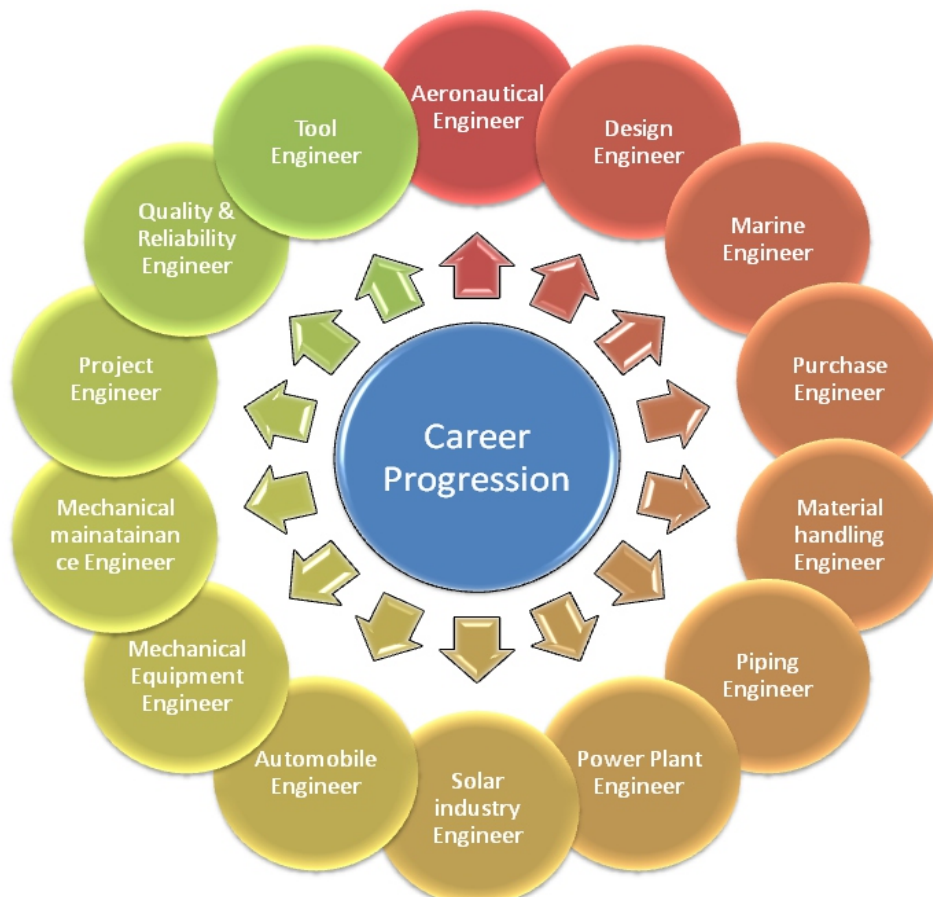 Career
Progression
Aeronautical
Engineer
Design
Engineer
Marine
Engineer
Purchase
Engineer
Material
handling
Engineer
Piping
Engineer
Power Plant
Engineer
Solar
industry
Engineer
Automobile
Engineer
Mechanical
Equipment
Engineer
Mechanical
mainatainan
ce Engineer
Project
Engineer
Quality &
Reliability
Engineer
Tool
Engineer